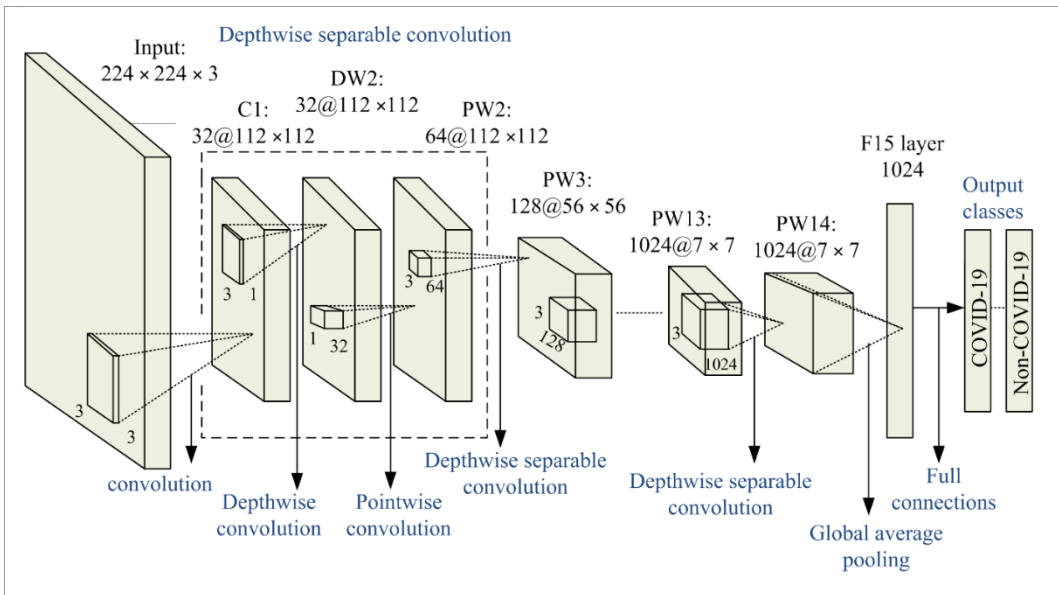 Depthwise separable convolution
Input:
224 × 224 × 3
C1:
32@112 ×112
DW2:
32@112 ×112
PW2:
64@112 ×112
PW3:
128@56 × 56
PW13:
1024@7 × 7
PW14:
1024@7 × 7
F15 layer
1024
Output
classes
COVID-19
Non-COVID-19
3
3
3
1
1
32
3
64
3
128
3
1024
convolution
Depthwise
convolution
Pointwise
convolution
Depthwise separable
convolution
Depthwise separable
convolution
Global average
pooling
Full
connections